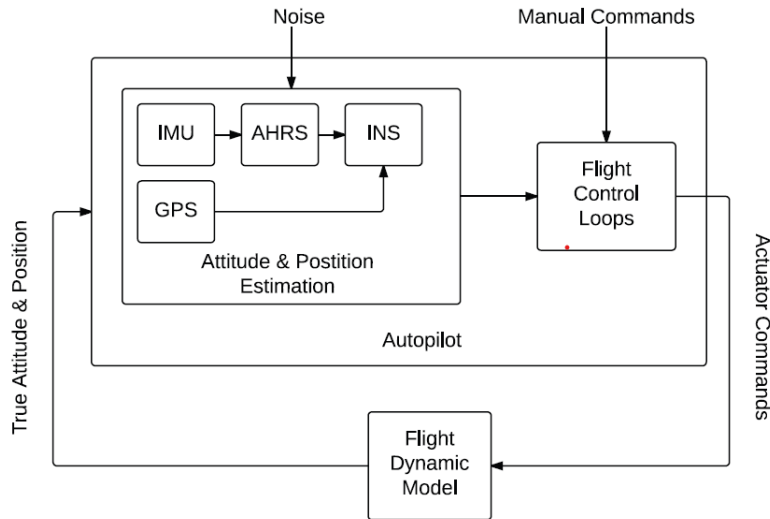 Noise
Manual Commands
IMU
AHRS
INS
GPS
Attitude & Postition
Estimation
Flight
Control
Loops
Autopilot
True Attitude & Position
Actuator Commands
Flight
Dynamic
Model